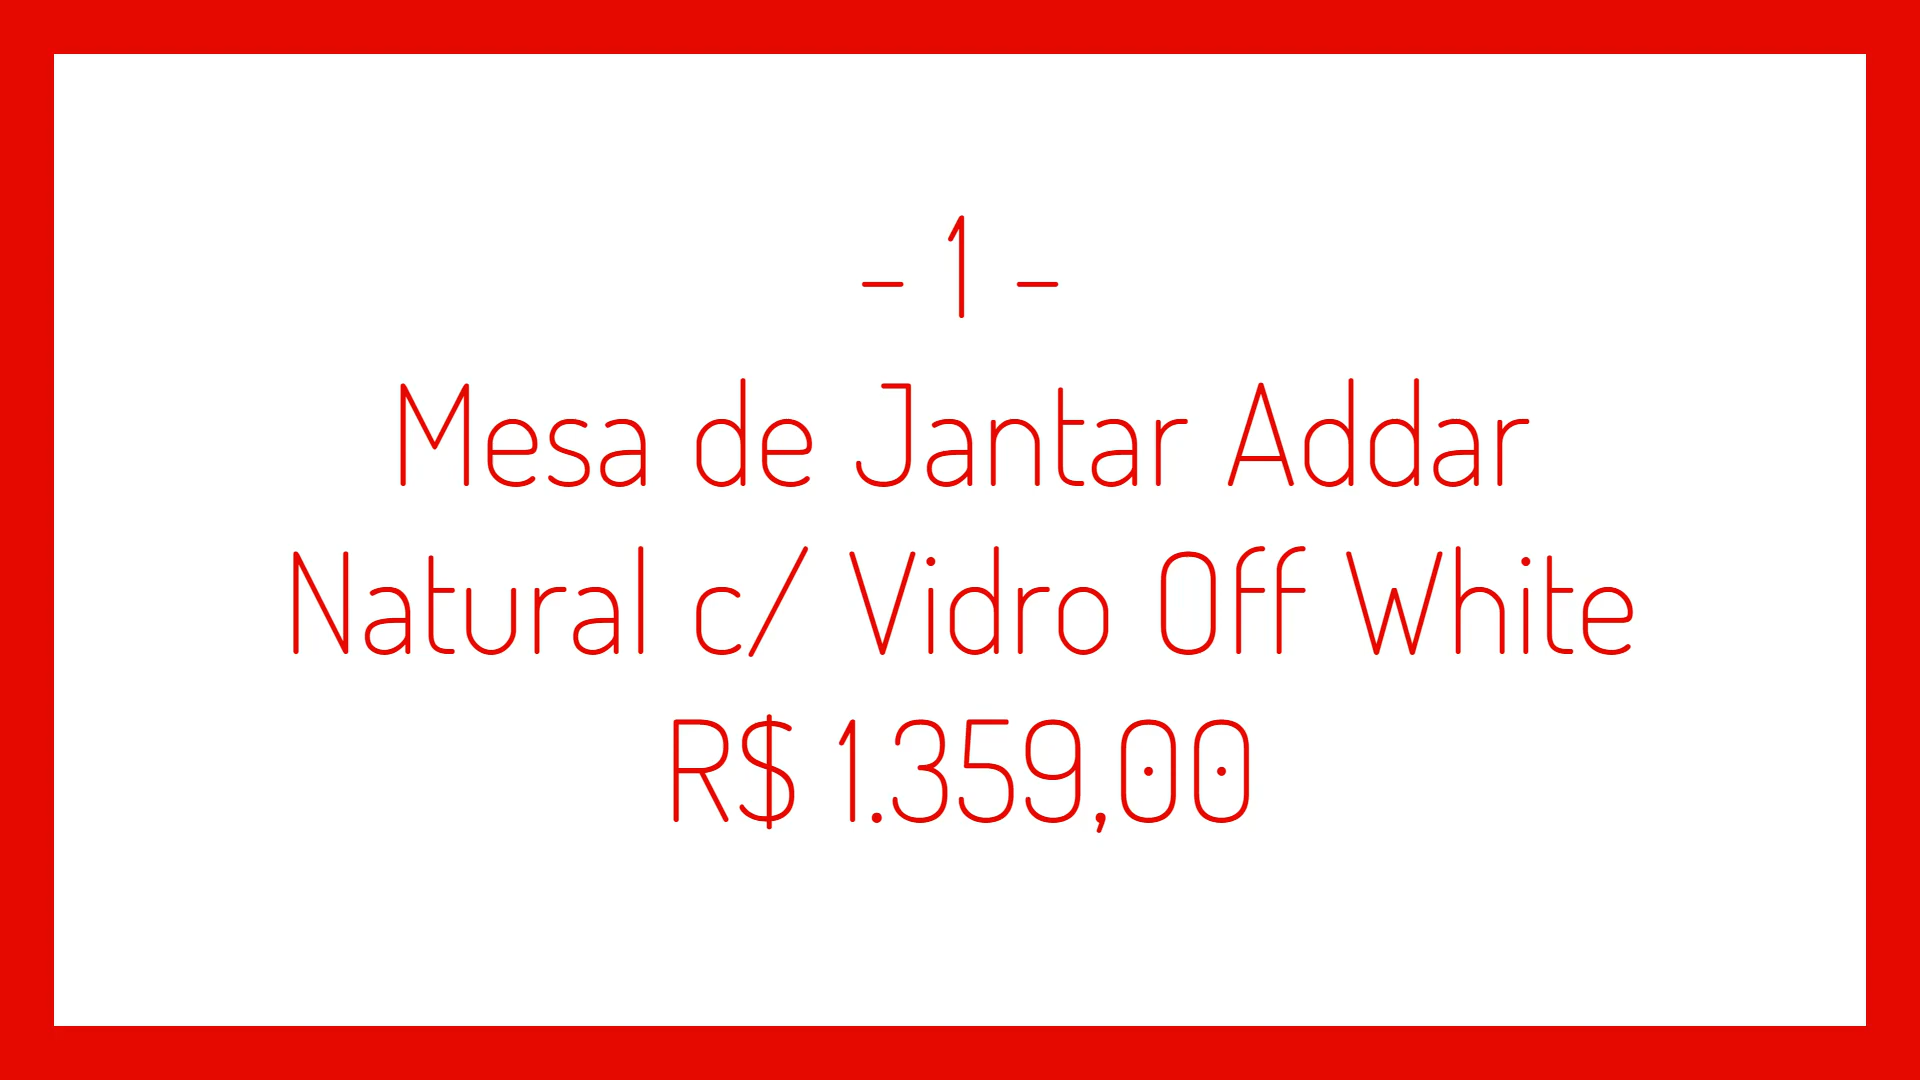 - 1 -
Mesa de Jantar Addar
Natural c/ Vidro Off White
R$ 1.359,00